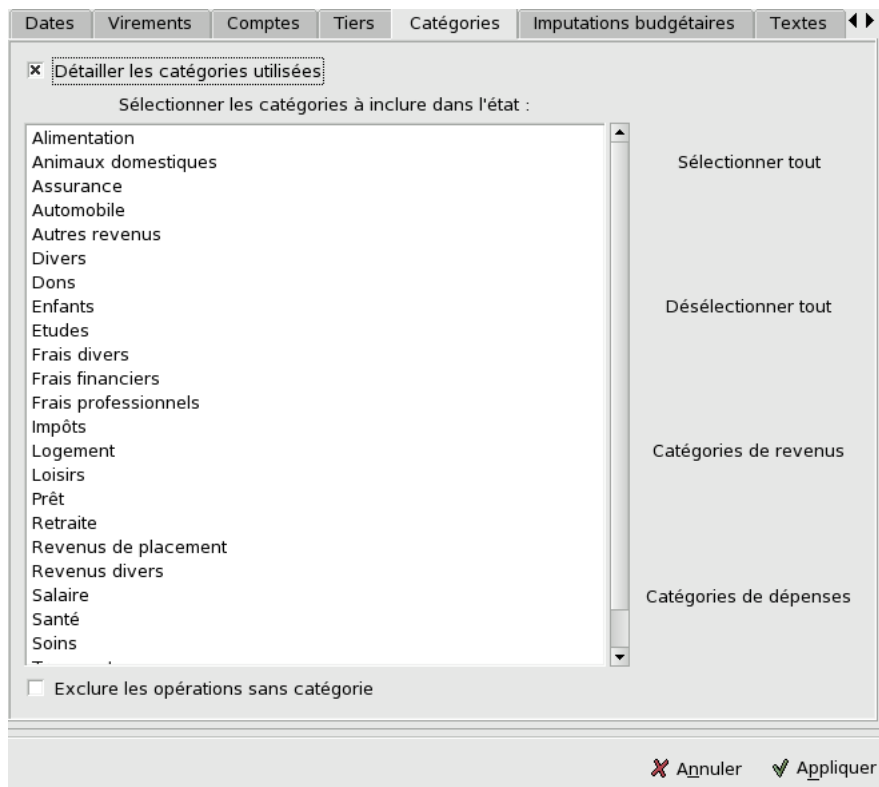 Dates Virements Comptes Tiers Catégories Imputations budgétaires Textes
Détailler les catégories utilisées
Sélectionner les catégories à inclure dans l'état :
Alimentation
Animaux domestiques
Assurance
Automobile
Autres revenus
Divers
Dons
Enfants
Etudes
Frais divers
Frais financiers
Frais professionnels
Impôts
Logement
Loisirs
Prêt
Retraite
Revenus de placement
Revenus divers
Salaire
Santé
Soins
Sélectionner tout
Désélectionner tout
Catégories de revenus
Catégories de dépenses
Exclure les opérations sans catégorie
Annuler Appliquer